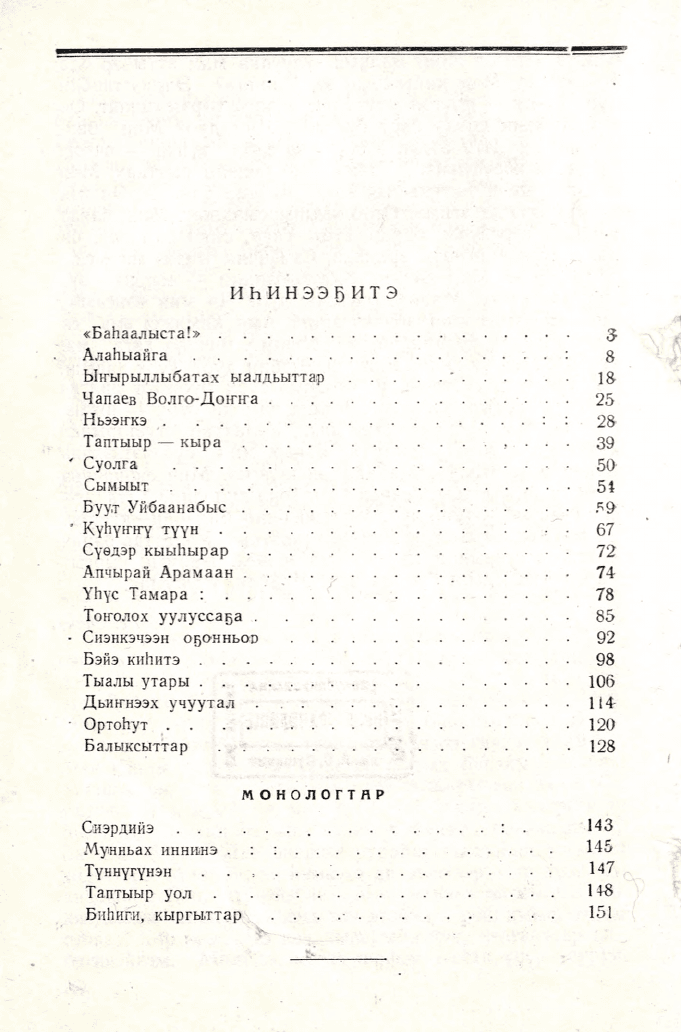 ИҺИНЭЭҔИТЭ
«Баһаалыста!» 3
Алаһыайга 8
Ыҥырыллыбатах ыалдьыттар 18
Чапаев Волго-Доҥҥа 25
Ньээҥкэ 28
Таптыыр — кыра 39
Суолга 50
Сымыыт 54
Буут Уйбаанабыс 59
Күһүҥҥү түүн 67
Сүөдэр кыыһырар 72
Апчырай Арамаан 74
Үһүс Тамара 78
Тоҥолох уулуссаҕа 85
Сиэнкэчээн оҕонньор 92
Бэйэ киһитэ 98
Тыалы утары 106
Дьиҥнээх учуутал 114
Ортоһут 120
Балыксыттар 128
МОНОЛОГТАР
Сиэрдийэ 143
Мунньах иннинэ 145
Түннүгүнэн 147
Таптыыр уол 148
Биһиги, кыргыттар 151